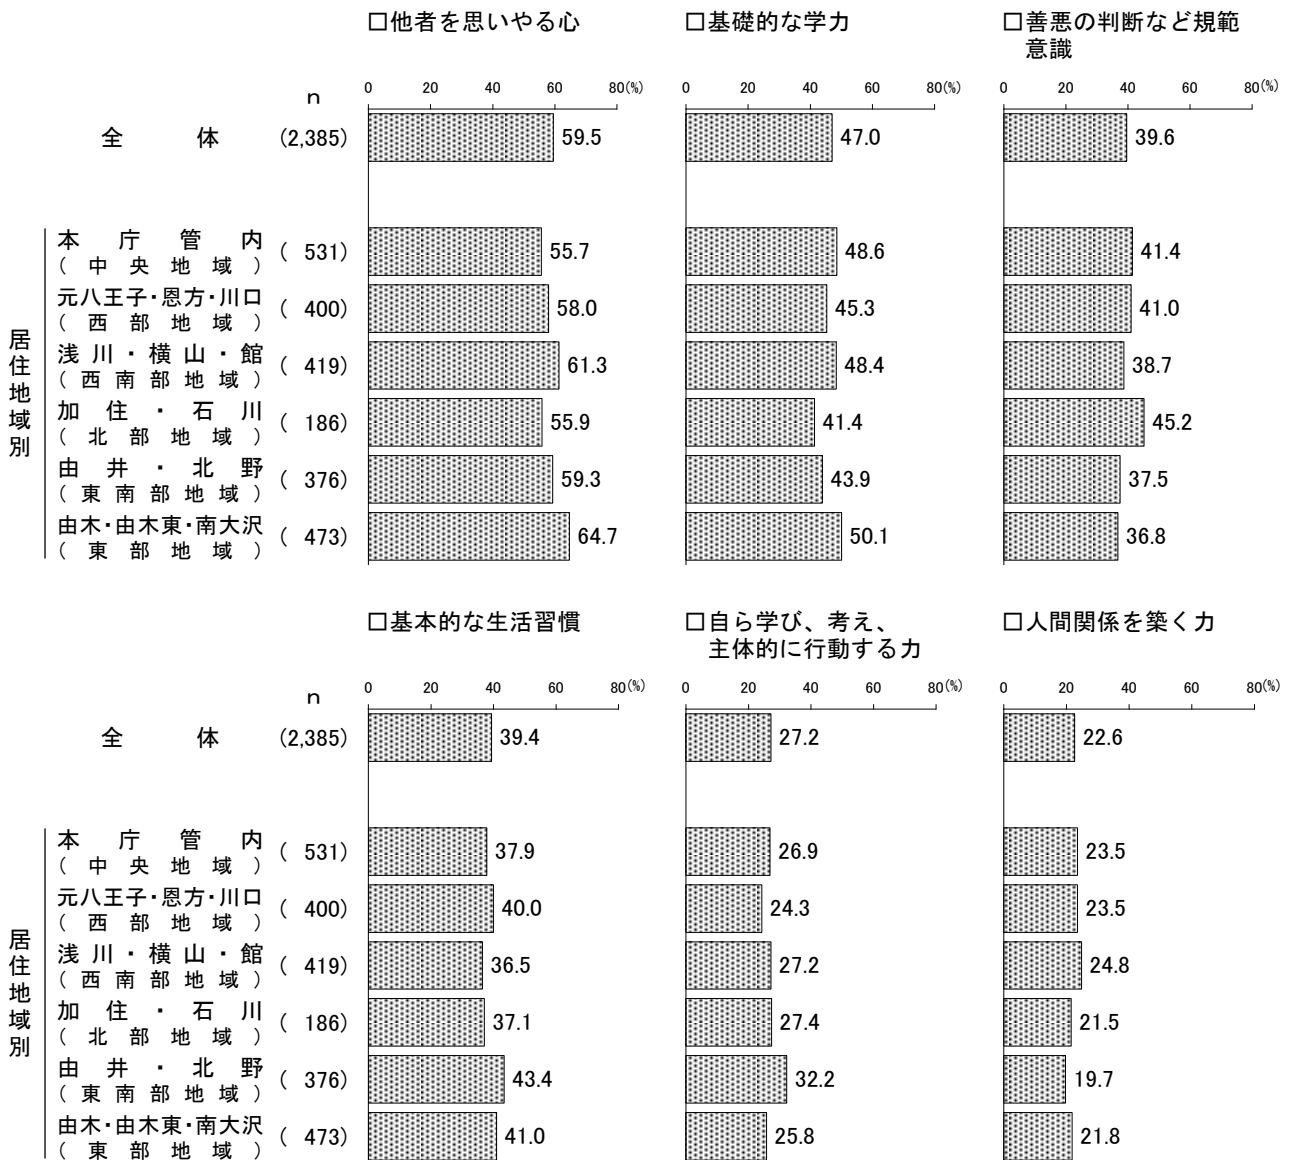 □他者を思いやる心 □基礎的な学力 □善悪の判断など規範
意識
n 0 20 40 60 80(%) 0 20 40 60 80(%) 0 20 40 60 80(%)
全体 (2,385) 59.5 47.0 39.6
居住地域別
本庁管内
(中央地域) ( 531) 55.7 48.6 41.4
元八王子・恩方・川口
(西部地域) ( 400) 58.0 45.3 41.0
浅川・横山・館
(西南部地域) ( 419) 61.3 48.4 38.7
加住・石川
(北部地域) ( 186) 55.9 41.4 45.2
由井・北野
(東南部地域) ( 376) 59.3 43.9 37.5
由木・由木東・南大沢
(東部地域) ( 473) 64.7 50.1 36.8
□基本的な生活習慣 □自ら学び、考え、 □人間関係を築く力
主体的に行動する力
n 0 20 40 60 80(%) 0 20 40 60 80(%) 0 20 40 60 80(%)
全体 (2,385) 39.4 27.2 22.6
居住地域別
本庁管内
(中央地域) ( 531) 37.9 26.9 23.5
元八王子・恩方・川口
(西部地域) ( 400) 40.0 24.3 23.5
浅川・横山・館
(西南部地域) ( 419) 36.5 27.2 24.8
加住・石川
(北部地域) ( 186) 37.1 27.4 21.5
由井・北野
(東南部地域) ( 376) 43.4 32.2 19.7
由木・由木東・南大沢
(東部地域) ( 473) 41.0 25.8 21.8